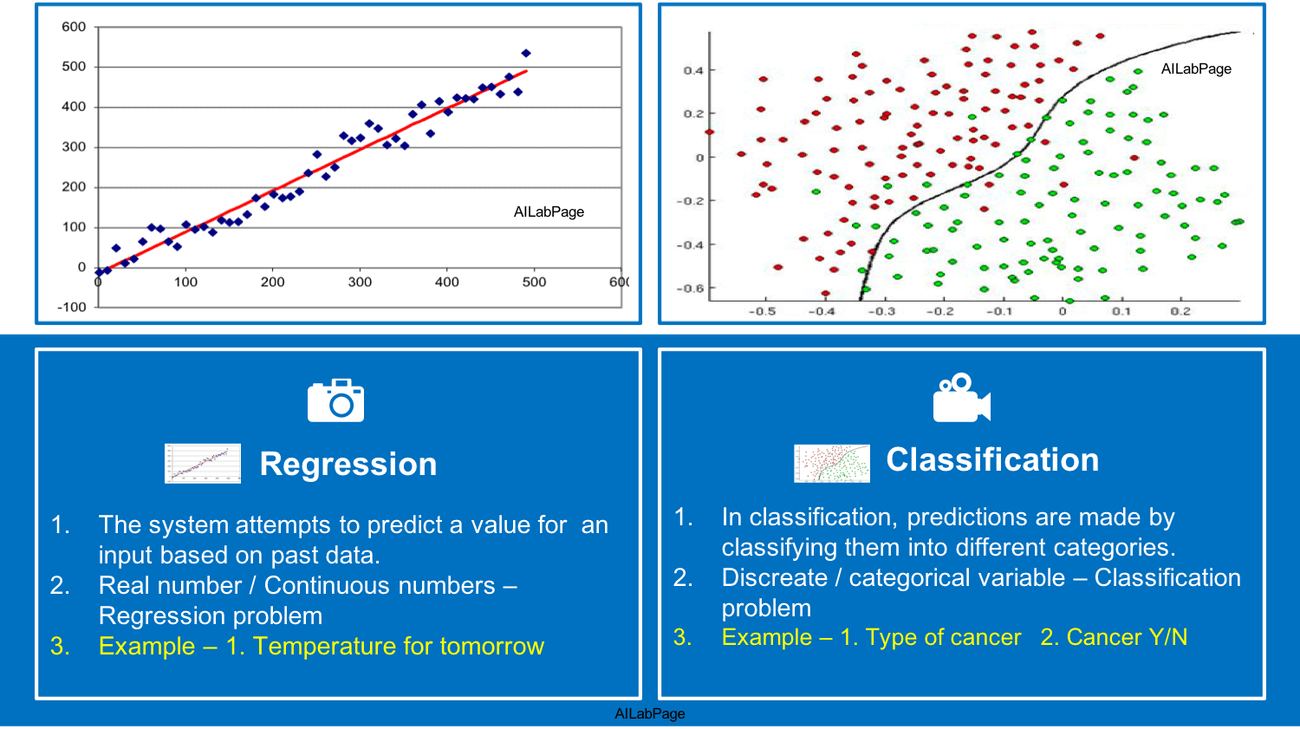 600
500
400
300
200
100
0
-100
0 100 200 300 400 500 600
AILabPage
0.4
0.2
0
-0.2
-0.4
-0.6
-0.5 -0.4 -0.3 -0.2 -0.1 0 0.1 0.2
AILabPage
Regression
1. The system attempts to predict a value for an
input based on past data.
2. Real number / Continuous numbers –
Regression problem
3. Example – 1. Temperature for tomorrow
Classification
1. In classification, predictions are made by
classifying them into different categories.
2. Discreate / categorical variable – Classification
problem
3. Example – 1. Type of cancer 2. Cancer Y/N
AILabPage